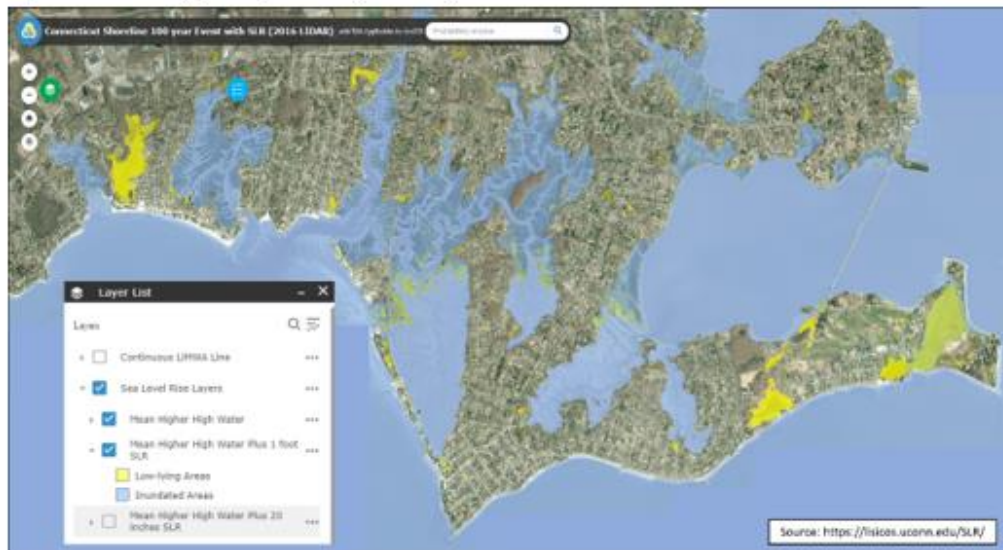 Connecticut Shoreline 100 year Event with SLR (2016 LIDAR)
Layer List
Layers
Continuous LiMWA Line
Sea Level Rise Layers
Mean Higher High Water
Mean Higher High Water Plus 1 foot
SLR
Low-lying Areas
Inundated Areas
Mean Higher High Water Plus 20
inches SLR
Source: https://lisicos.uconn.edu/SLR/